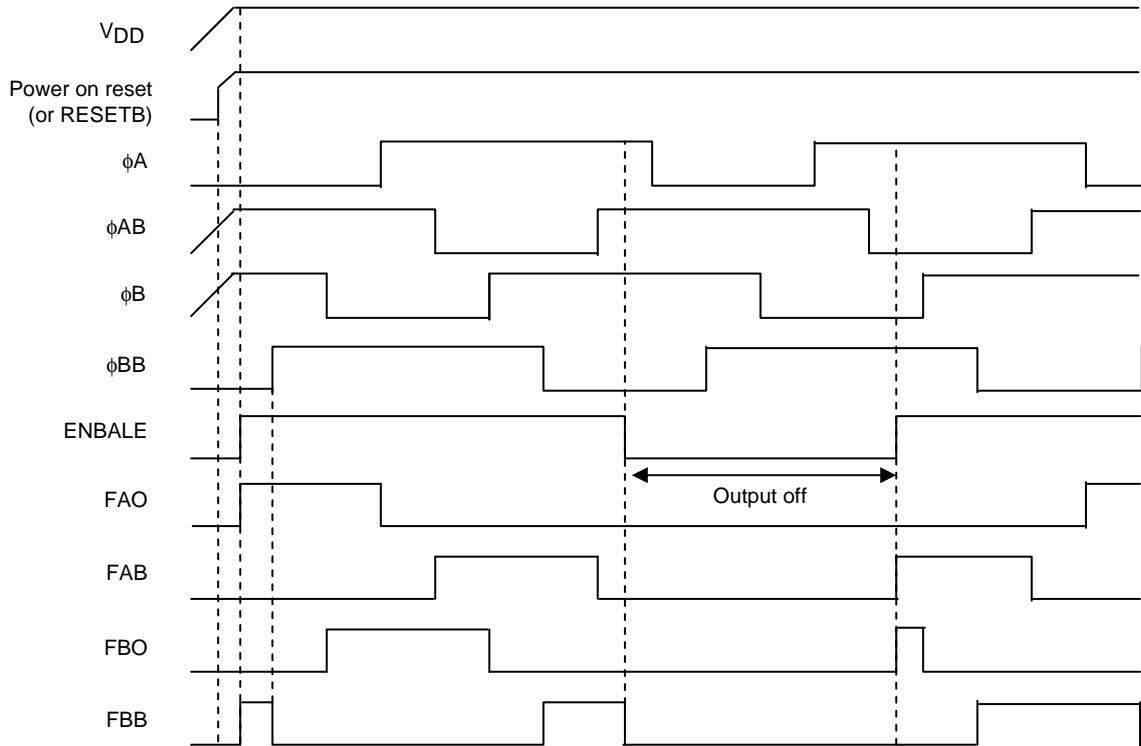 VDD
Power on reset
(or RESETB)
ϕA
ϕAB
ϕB
ϕBB
ENBALE
Output off
FAO
FAB
FBO
FBB